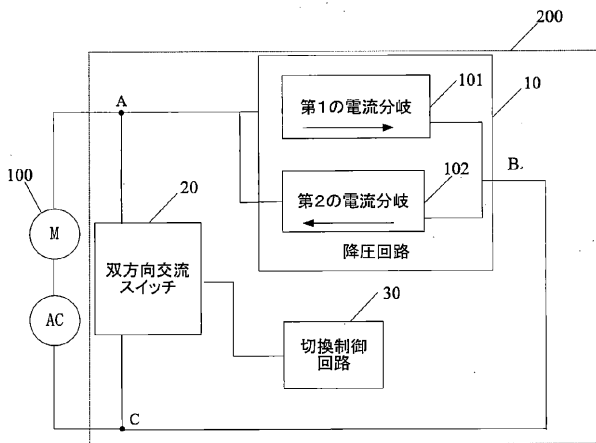 200
A
第1の電流分岐
101
10
100
20
第2の電流分岐
102
B
M
双方向交流
スイッチ
降圧回路
30
AC
切換制御
回路
C